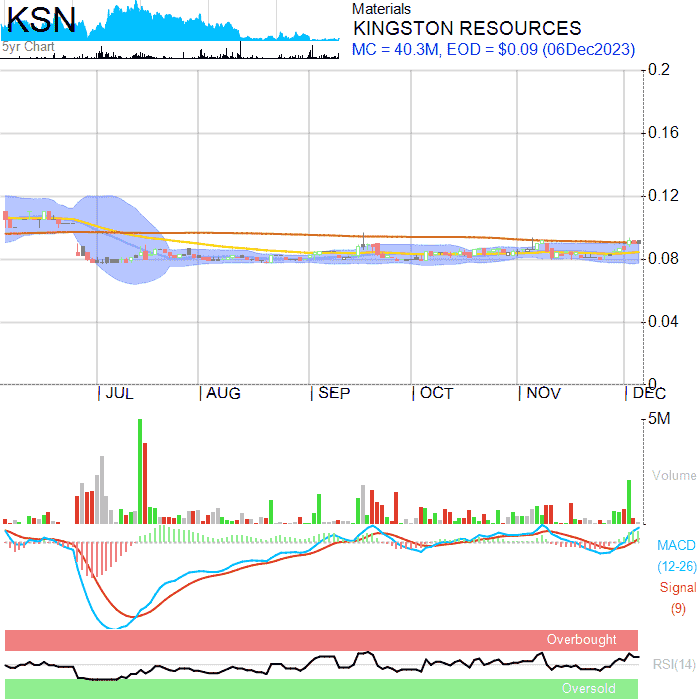 KSN
5yr Chart
Materials
KINGSTON RESOURCES
MC = 40.3M, EOD = $0.09 (06Dec2023)
0.2
0.16
0.12
0.08
0.04
0
JUL AUG SEP OCT NOV DEC
5M
Volume
MACD
(12-26)
Signal
(9)
Overbought
RSI(14)
Oversold